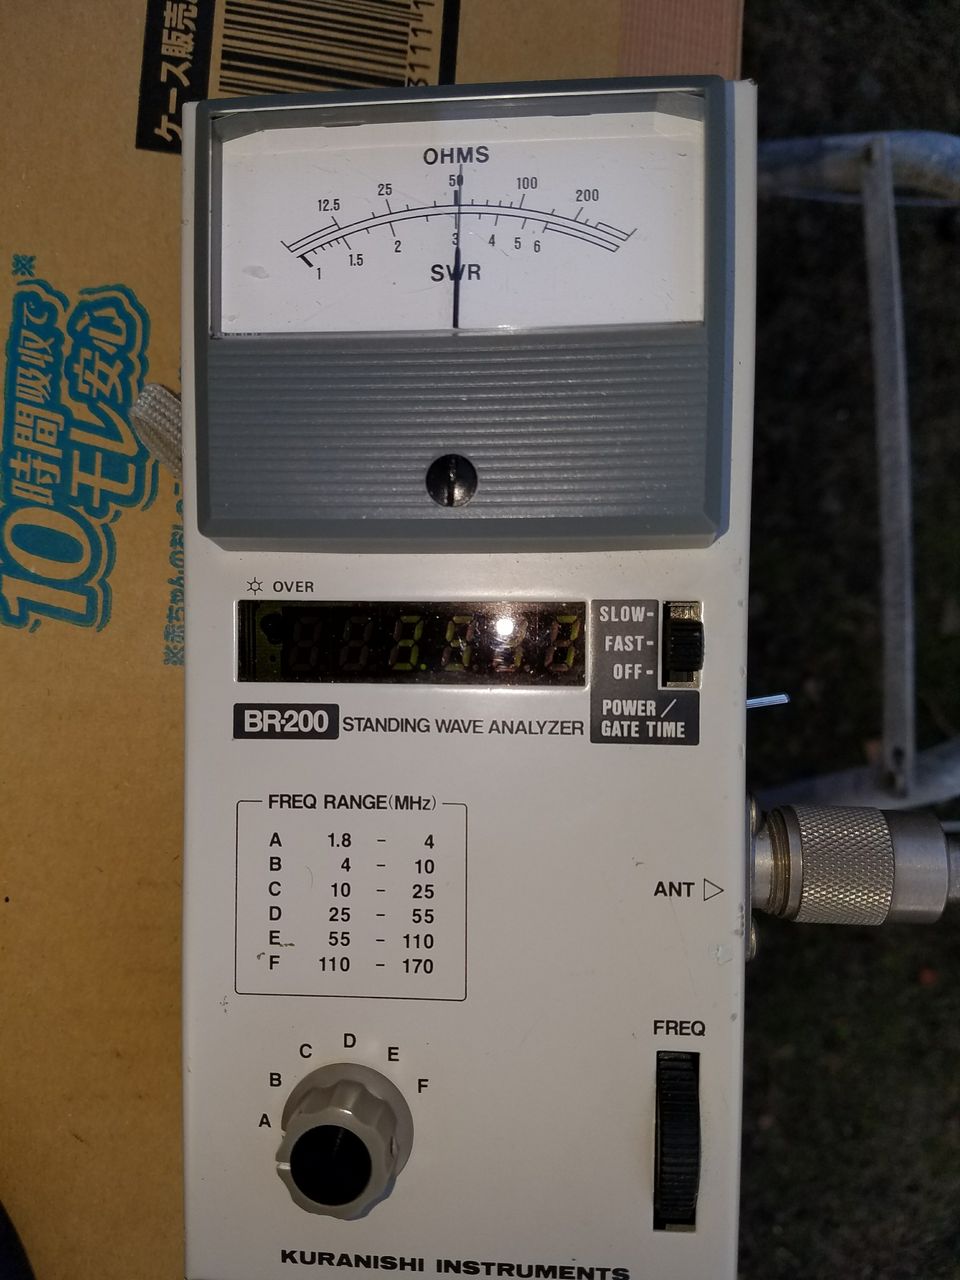 ケース販売
10時間吸収で※
モレ安心
OHMS
12.5 25 50 100 200
1 1.5 2 3 4 5 6
SWR
OVER
SLOW-
FAST-
OFF-
POWER/
GATE TIME
BR-200 STANDING WAVE ANALYZER
FREQ RANGE(MHz)
A 1.8 - 4
B 4 - 10
C 10 - 25
D 25 - 55
E 55 - 110
F 110 - 170
ANT
FREQ
A B C D E F
KURANISHI INSTRUMENTS